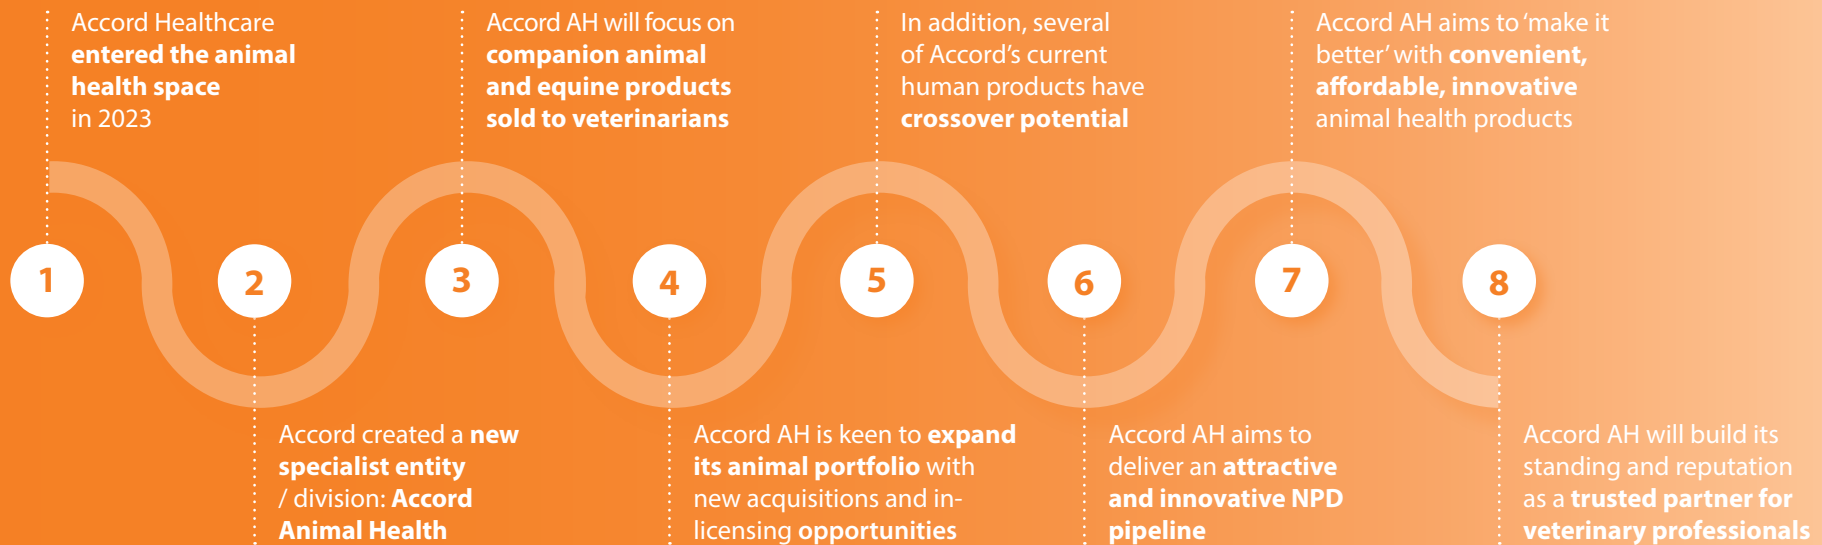 Accord Healthcare
entered the animal
health space
in 2023
Accord AH will focus on
companion animal
and equine products
sold to veterinarians
In addition, several
of Accord's current
human products have
crossover potential
Accord AH aims to 'make it
better' with convenient,
affordable, innovative
animal health products
1
2
3
4
5
6
7
8
Accord created a new
specialist entity
/ division: Accord
Animal Health
Accord AH is keen to expand
its animal portfolio with
new acquisitions and in-
licensing opportunities
Accord AH aims to
deliver an attractive
and innovative NPD
pipeline
Accord AH will build its
standing and reputation
as a trusted partner for
veterinary professionals